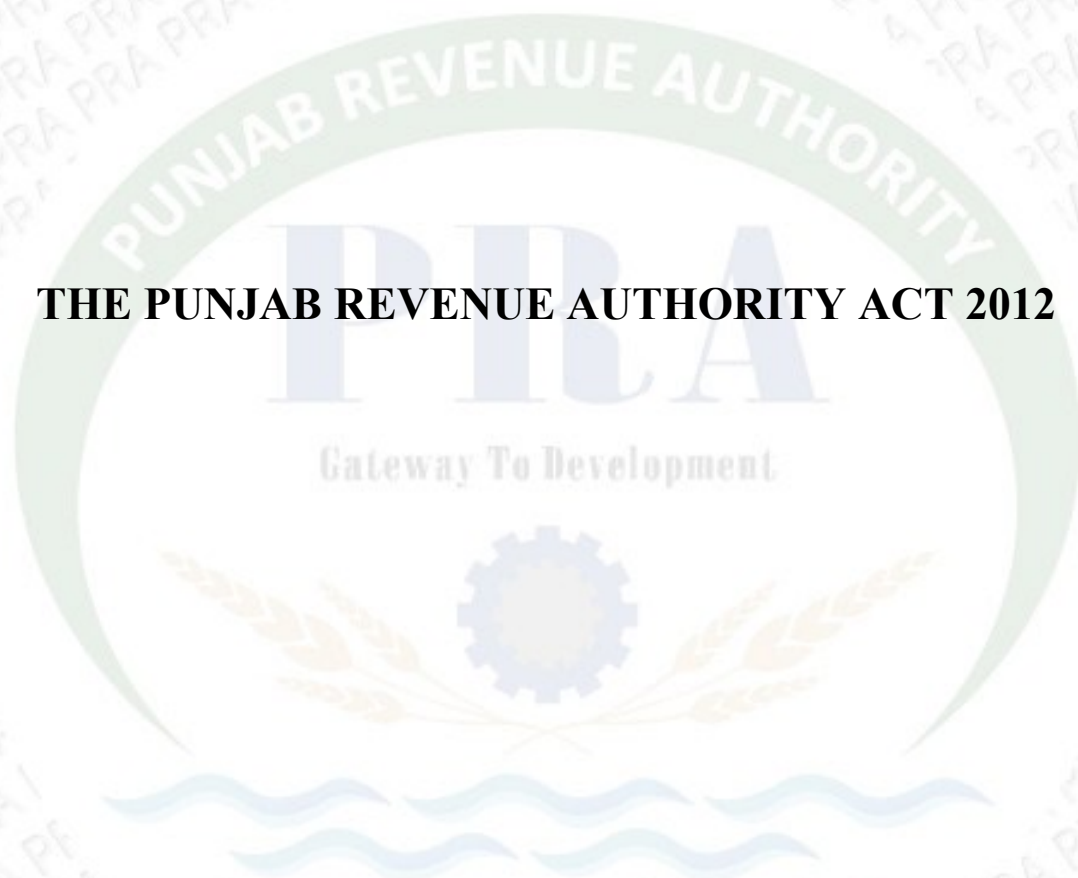 PUNJAB REVENUE AUTHORITY
PRA
THE PUNJAB REVENUE AUTHORITY ACT 2012
Gateway To Development